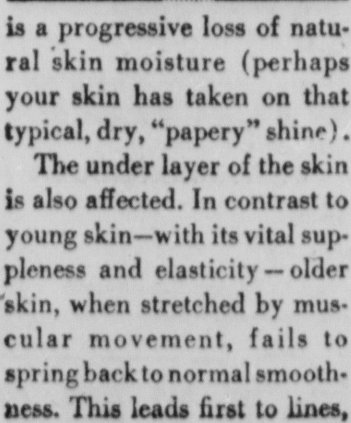 is a progressive loss of natu-
ral skin moisture (perhaps
your skin has taken on that
typical, dry, “papery” shine).
The under layer of the skin
is also affected. In contrast to
young skin—with its vital sup-
pleness and elasticity—older
skin, when stretched by mus-
cular movement, fails to
spring back to normal smooth-
ness. This leads first to lines,